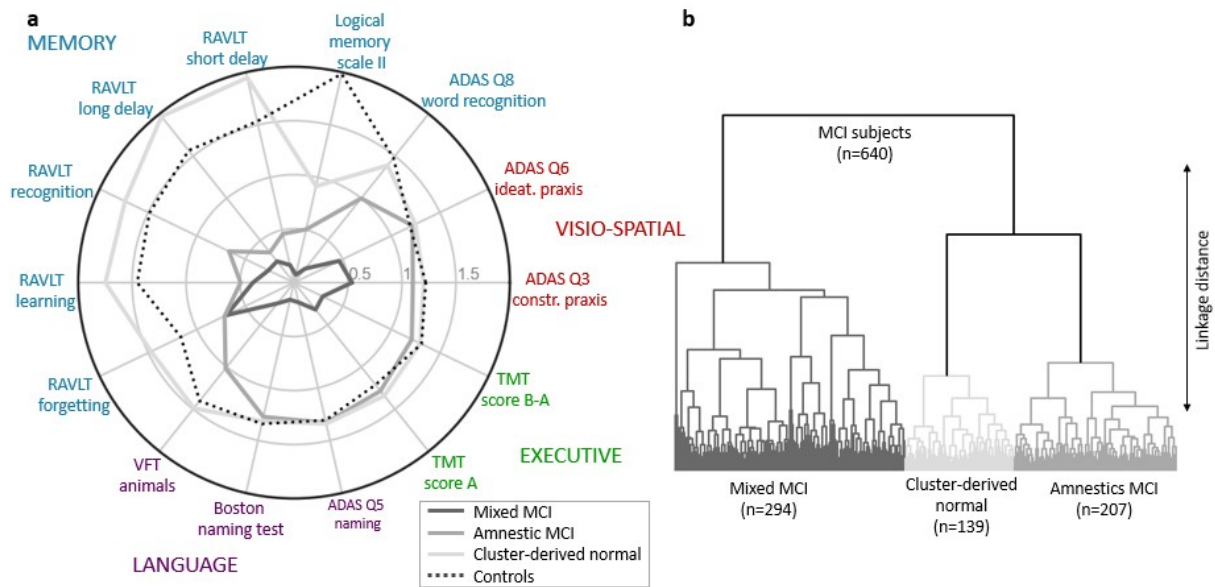 a
MEMORY
RAVLT
short delay
Logical
memory
scale II
RAVLT
long delay
ADAS Q8
word recognition
RAVLT
recognition
ADAS Q6
ideat. praxis
VISIO-SPATIAL
RAVLT
learning
0.5
1
1.5
ADAS Q3
constr. praxis
RAVLT
forgetting
TMT
score B-A
EXECUTIVE
VFT
animals
TMT
score A
Boston
naming test
ADAS Q5
naming
LANGUAGE
Mixed MCI
Amnestic MCI
Cluster-derived normal
Controls
b
MCI subjects
(n=640)
Linkage distance
Mixed MCI
(n=294)
Cluster-derived
normal
(n=139)
Amnestics MCI
(n=207)